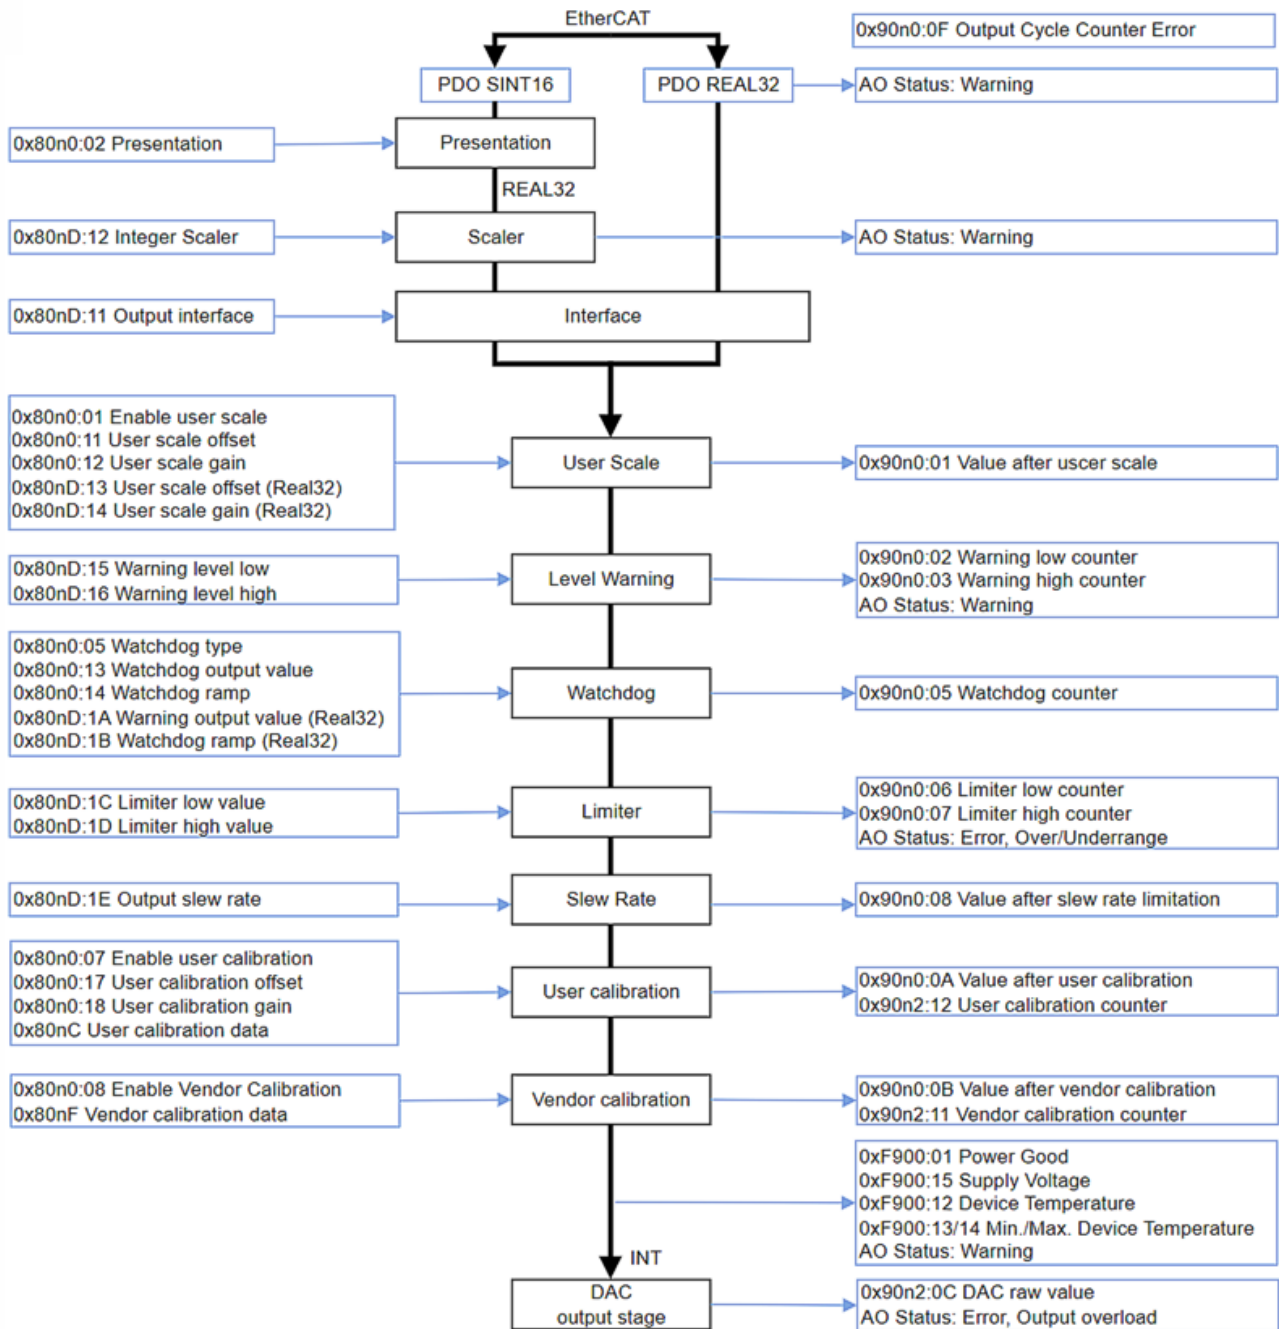 EtherCAT
0x90n0:0F Output Cycle Counter Error
PDO SINT16
PDO REAL32
AO Status: Warning
0x80n0:02 Presentation
Presentation
REAL32
0x80nD:12 Integer Scaler
Scaler
AO Status: Warning
0x80nD:11 Output interface
Interface
0x80n0:01 Enable user scale
0x80n0:11 User scale offset
0x80n0:12 User scale gain
0x80nD:13 User scale offset (Real32)
0x80nD:14 User scale gain (Real32)
User Scale
0x90n0:01 Value after uscer scale
0x80nD:15 Warning level low
0x80nD:16 Warning level high
Level Warning
0x90n0:02 Warning low counter
0x90n0:03 Warning high counter
AO Status: Warning
0x80n0:05 Watchdog type
0x80n0:13 Watchdog output value
0x80n0:14 Watchdog ramp
0x80nD:1A Warning output value (Real32)
0x80nD:1B Watchdog ramp (Real32)
Watchdog
0x90n0:05 Watchdog counter
0x80nD:1C Limiter low value
0x80nD:1D Limiter high value
Limiter
0x90n0:06 Limiter low counter
0x90n0:07 Limiter high counter
AO Status: Error, Over/Underrange
0x80nD:1E Output slew rate
Slew Rate
0x90n0:08 Value after slew rate limitation
0x80n0:07 Enable user calibration
0x80n0:17 User calibration offset
0x80n0:18 User calibration gain
0x80nC User calibration data
User calibration
0x90n0:0A Value after user calibration
0x90n2:12 User calibration counter
0x80n0:08 Enable Vendor Calibration
0x80nF Vendor calibration data
Vendor calibration
0x90n0:0B Value after vendor calibration
0x90n2:11 Vendor calibration counter
0xF900:01 Power Good
0xF900:15 Supply Voltage
0xF900:12 Device Temperature
0xF900:13/14 Min./Max. Device Temperature
AO Status: Warning
INT
DAC
output stage
0x90n2:0C DAC raw value
AO Status: Error, Output overload